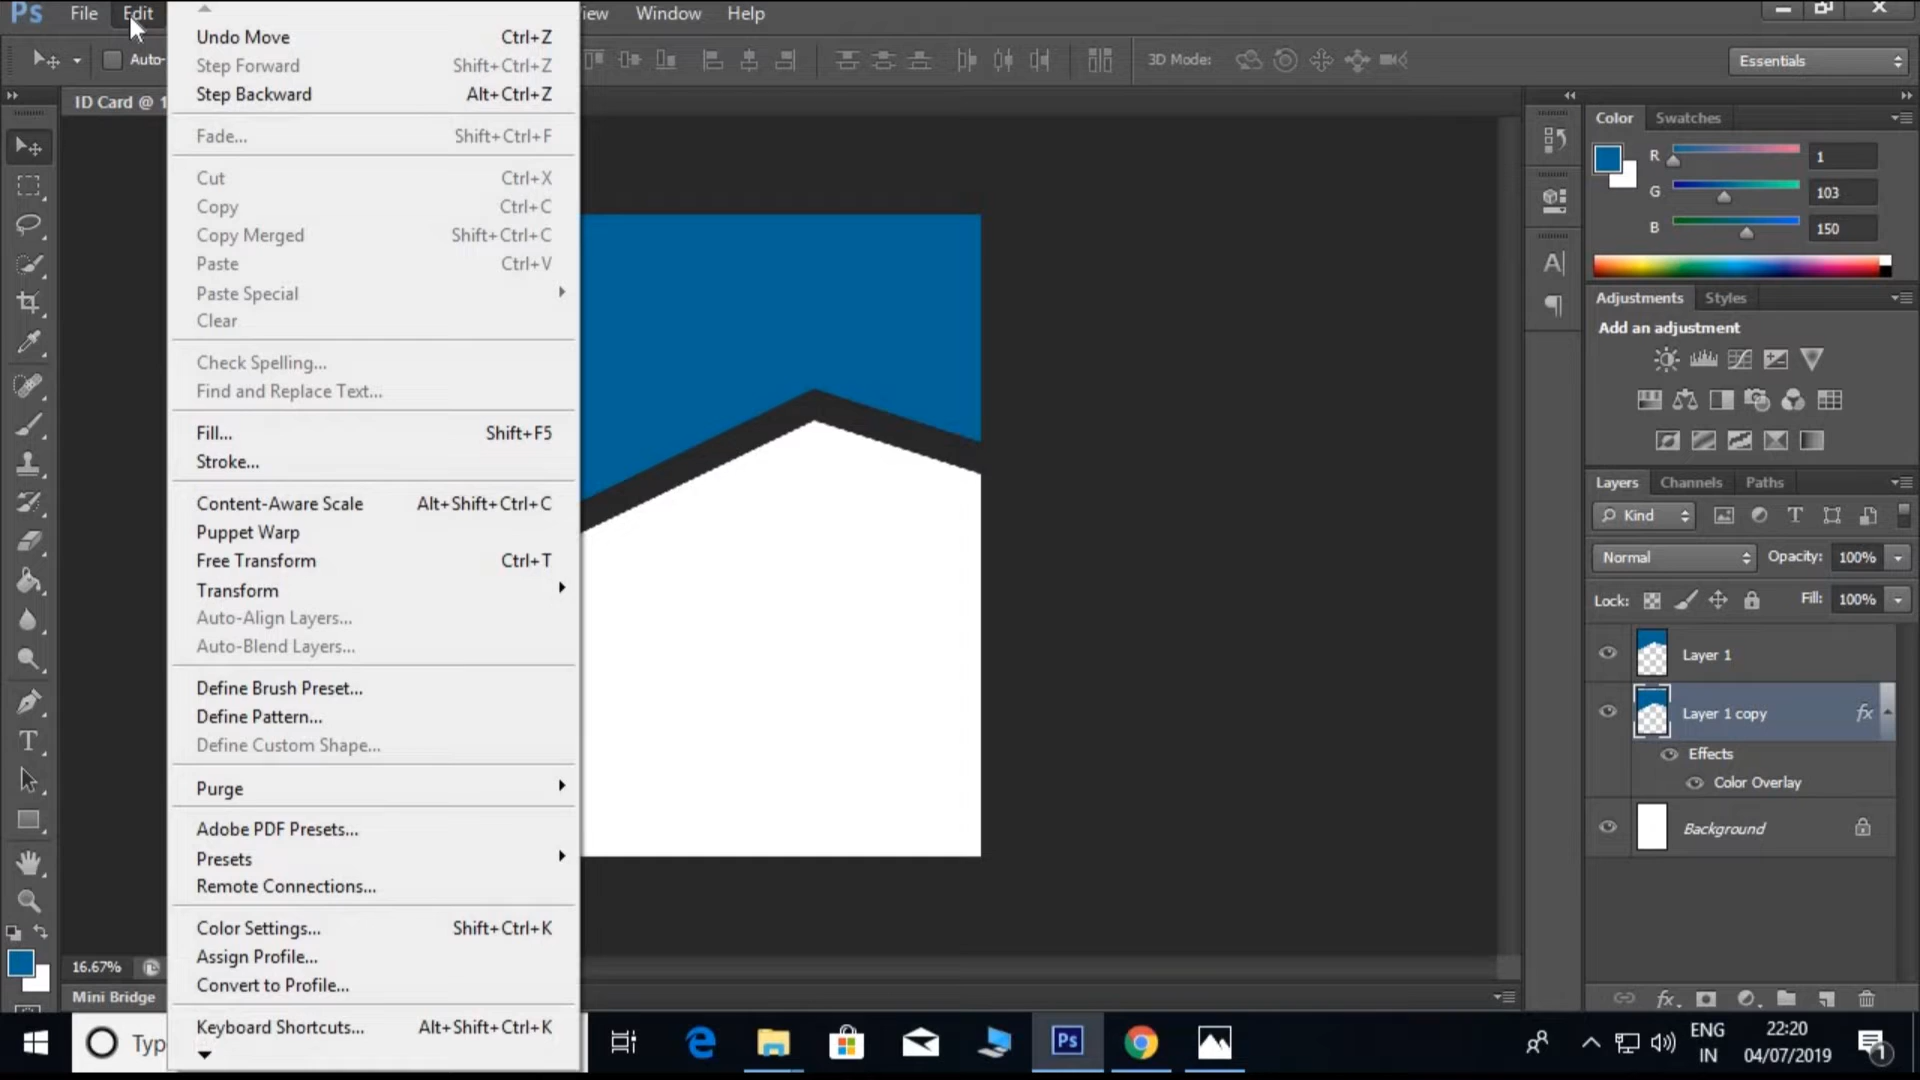 Ps File Edit View Window Help
Auto-
3D Mode: Essentials
ID Card @ 1
Undo Move Ctrl+Z
Step Forward Shift+Ctrl+Z
Step Backward Alt+Ctrl+Z
Fade... Shift+Ctrl+F
Cut Ctrl+X
Copy Ctrl+C
Copy Merged Shift+Ctrl+C
Paste Ctrl+V
Paste Special
Clear
Check Spelling...
Find and Replace Text...
Fill... Shift+F5
Stroke...
Content-Aware Scale Alt+Shift+Ctrl+C
Puppet Warp
Free Transform Ctrl+T
Transform
Auto-Align Layers...
Auto-Blend Layers...
Define Brush Preset...
Define Pattern...
Define Custom Shape...
Purge
Adobe PDF Presets...
Presets
Remote Connections...
Color Settings... Shift+Ctrl+K
Assign Profile...
Convert to Profile...
Keyboard Shortcuts... Alt+Shift+Ctrl+K
Color Swatches
R 1
G 103
B 150
Adjustments Styles
Add an adjustment
Layers Channels Paths
Kind
Normal Opacity: 100%
Lock: Fill: 100%
Layer 1
Layer 1 copy fx
Effects
Color Overlay
Background
16.67%
Mini Bridge
Typ
Ps
ENG
IN
22:20
04/07/2019
1